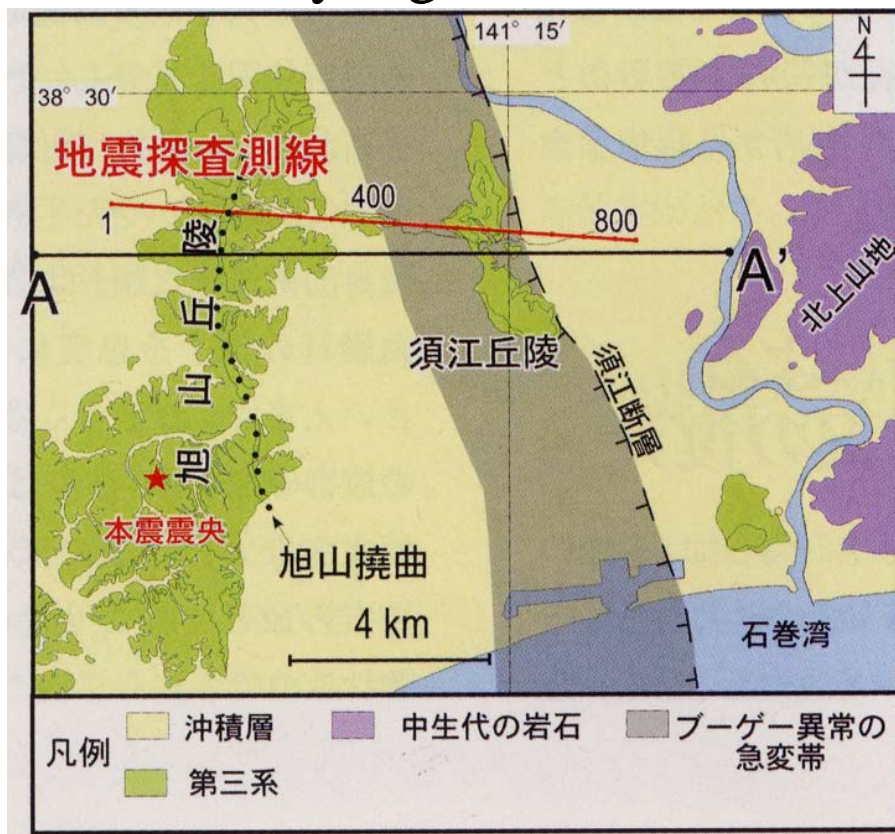 141° 15′
N
38° 30′
地震探査測線
1
400
800
A
A’
旭山丘陵
須江丘陵
須江断層
北上山地
本震震央
旭山撓曲
4 km
石巻湾
凡例
沖積層
中生代の岩石
ブーゲー異常の
急変帯
第三系